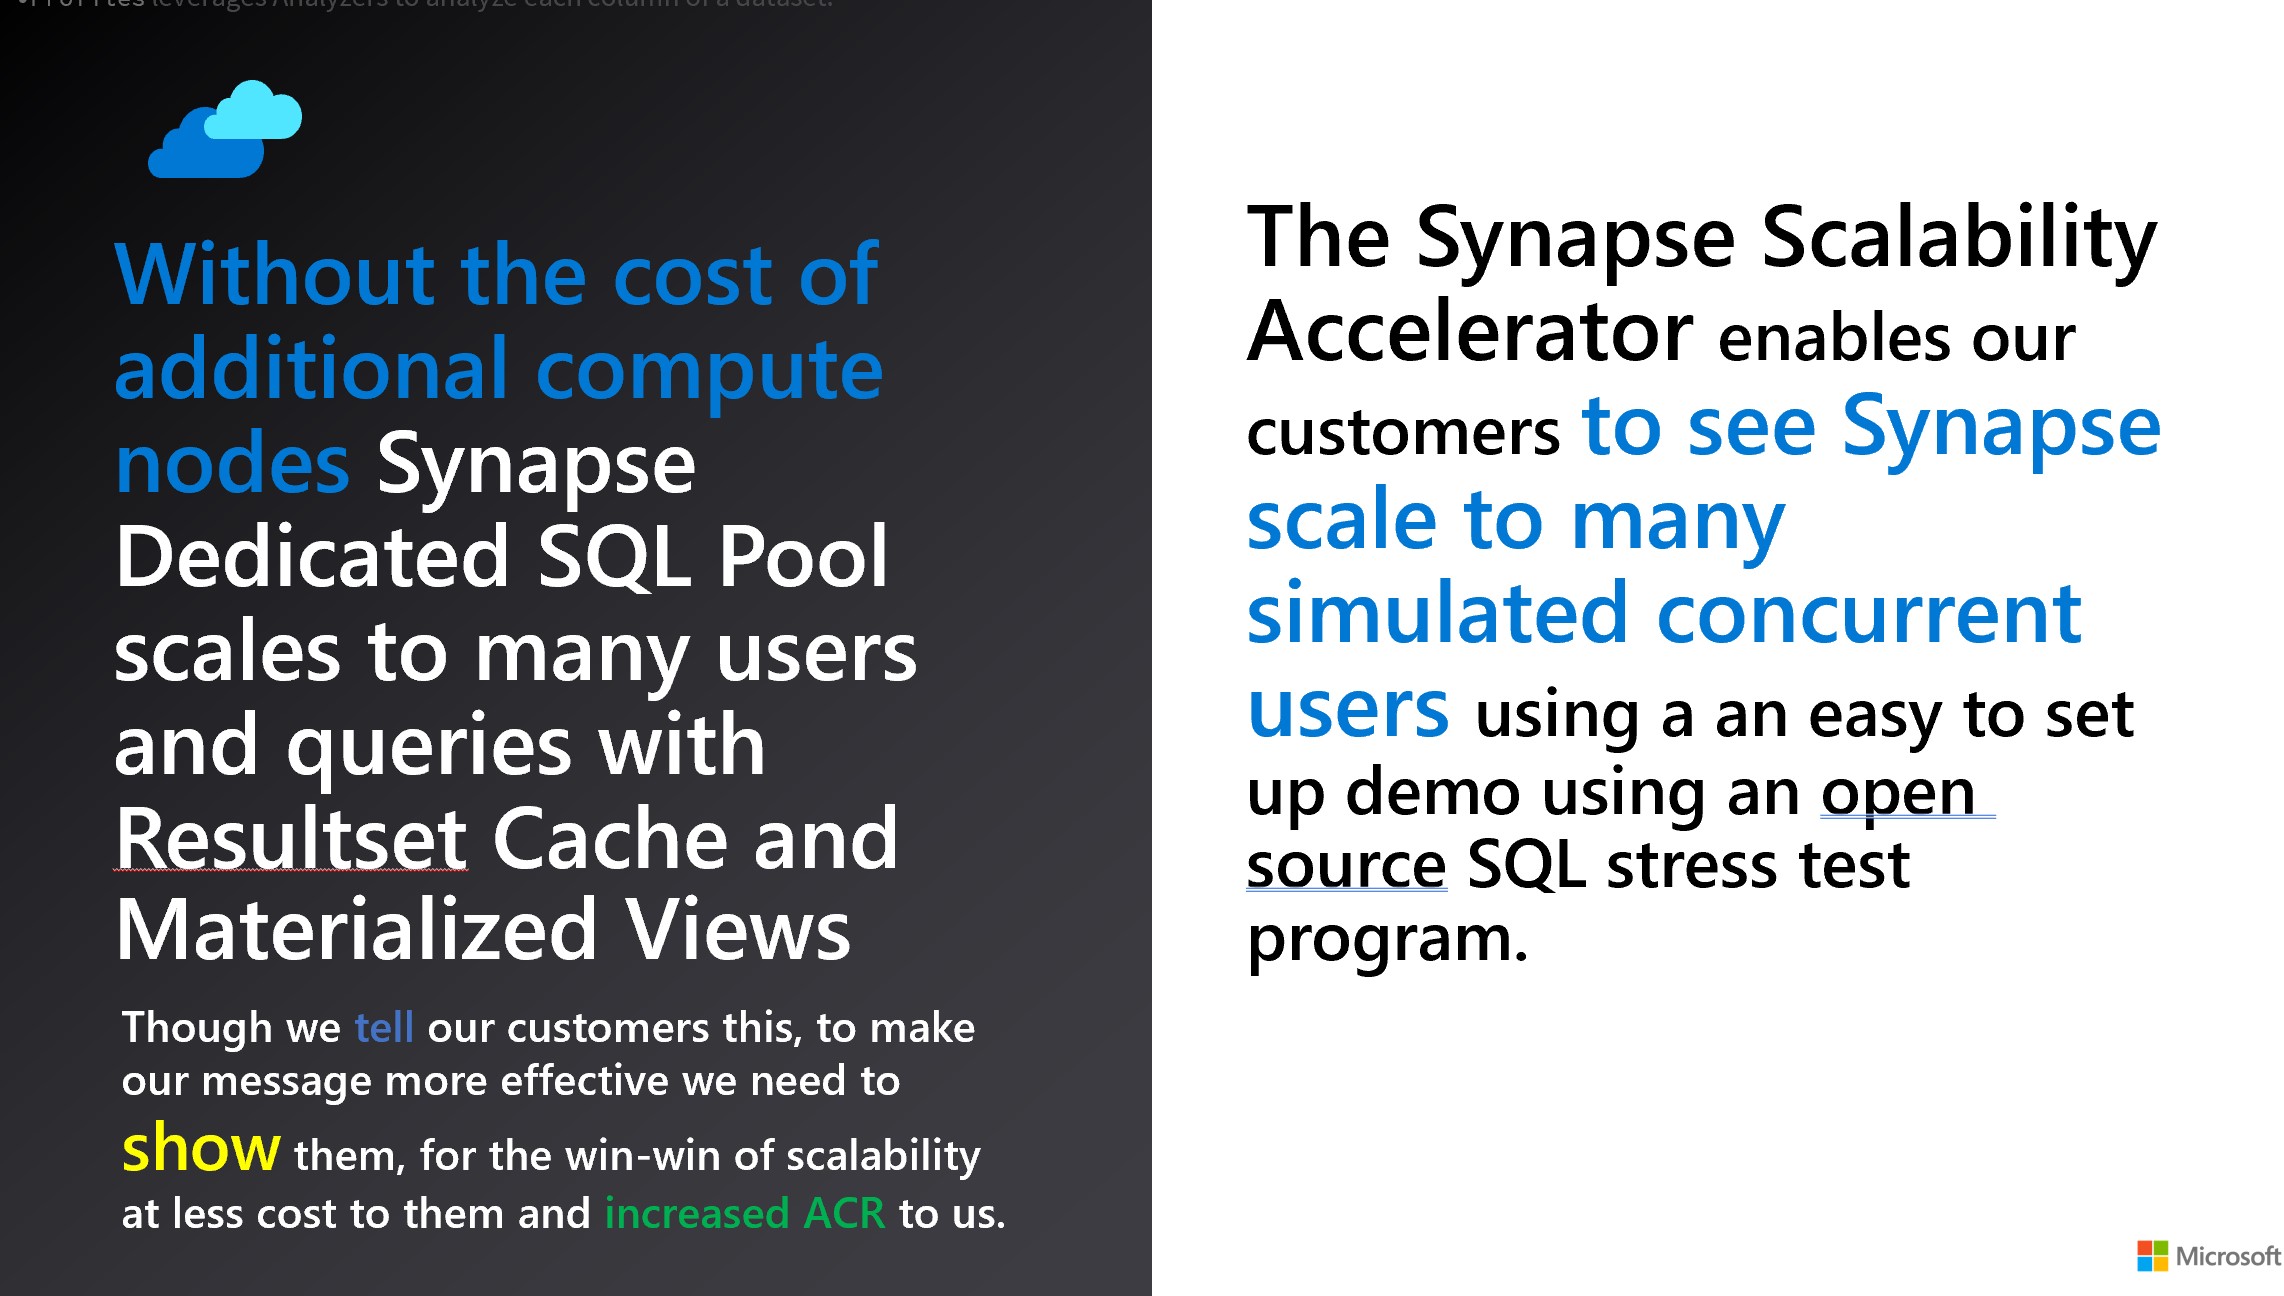 •Profiles leverages Analyzers to analyze each column of a dataset.
Without the cost of
additional compute
nodes Synapse
Dedicated SQL Pool
scales to many users
and queries with
Resultset Cache and
Materialized Views
Though we tell our customers this, to make
our message more effective we need to
show them, for the win-win of scalability
at less cost to them and increased ACR to us.
The Synapse Scalability
Accelerator enables our
customers to see Synapse
scale to many
simulated concurrent
users using a an easy to set
up demo using an open
source SQL stress test
program.
Microsoft